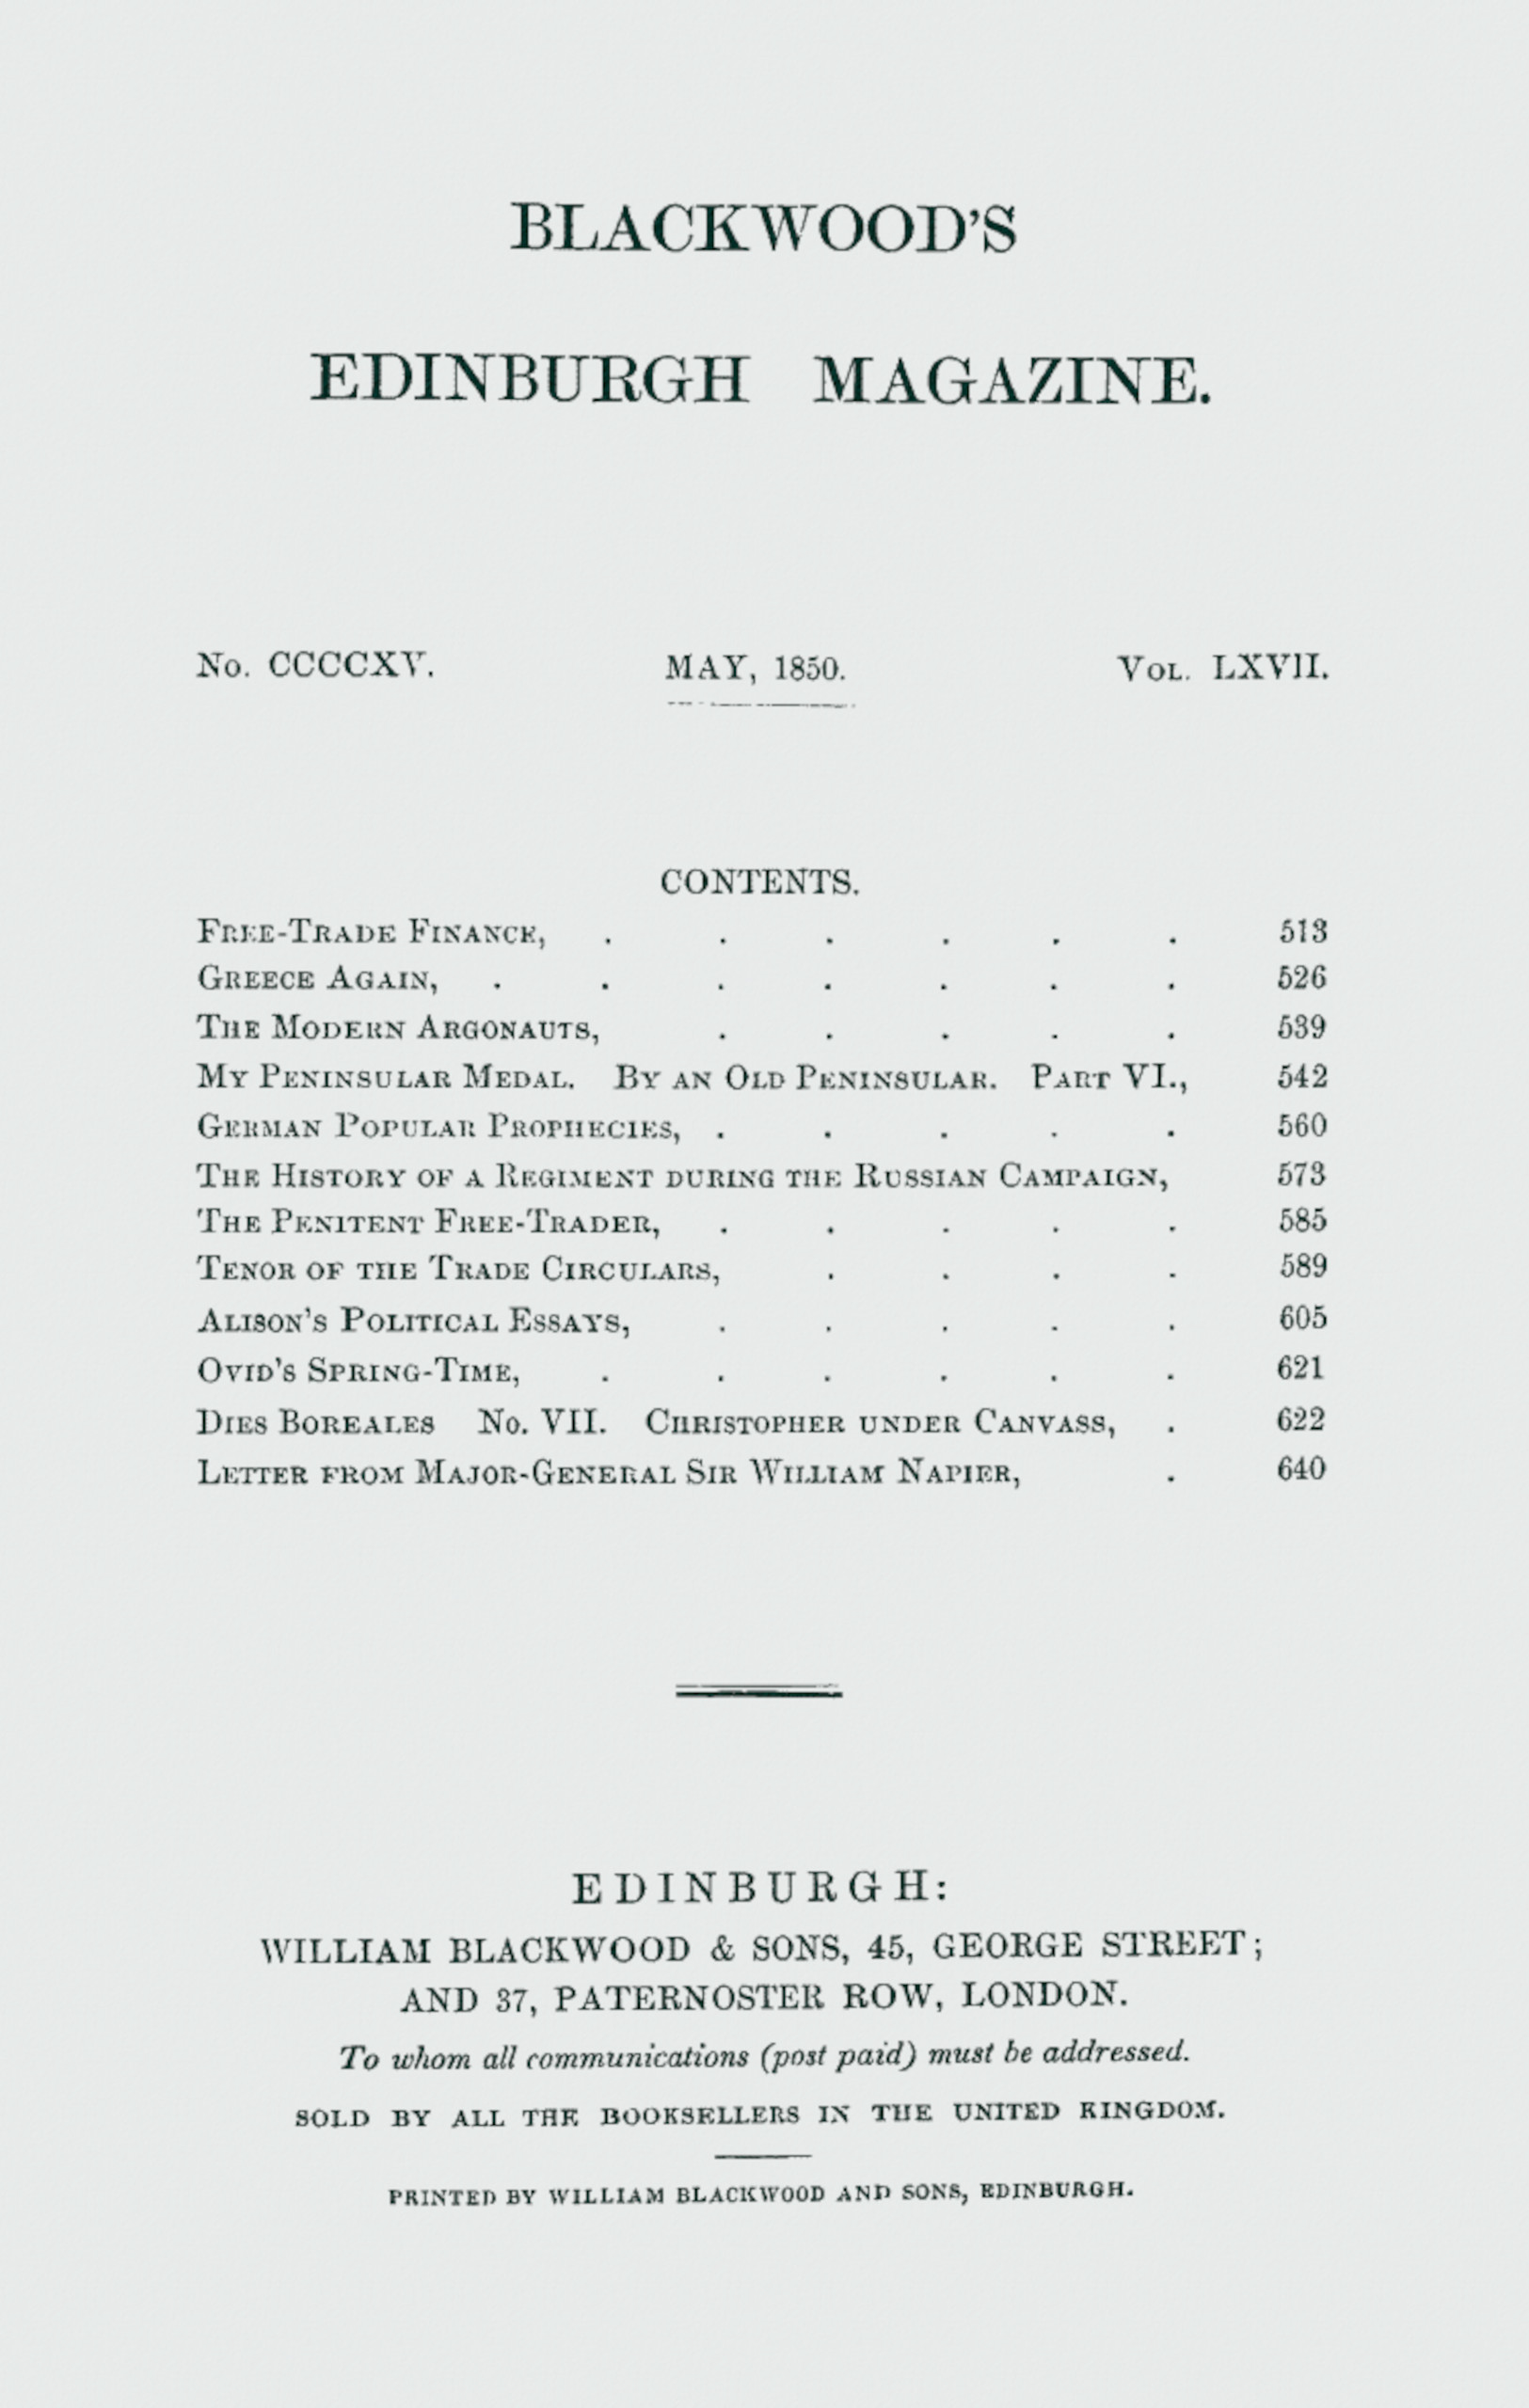 BLACKWOOD'S
EDINBURGH MAGAZINE.
No. CCCCXV. MAY, 1850. Vol. LXVII.
CONTENTS.
Free-Trade Finance, . . . . . . 513
Greece Again, . . . . . . . 526
The Modern Argonauts, . . . . . 539
My Peninsular Medal. By an Old Peninsular. Part VI., 542
German Popular Prophecies, . . . . . 560
The History of a Regiment during the Russian Campaign, 573
The Penitent Free-Trader, . . . . . 585
Tenor of the Trade Circulars, . . . . 589
Alison's Political Essays, . . . . . 605
Ovid's Spring-Time, . . . . . . 621
Dies Boreales No. VII. Christopher under Canvass, . 622
Letter from Major-General Sir William Napier, . 640
EDINBURGH:
WILLIAM BLACKWOOD & SONS, 45, GEORGE STREET;
AND 37, PATERNOSTER ROW, LONDON.
To whom all communications (post paid) must be addressed.
SOLD BY ALL THE BOOKSELLERS IN THE UNITED KINGDOM.
PRINTED BY WILLIAM BLACKWOOD AND SONS, EDINBURGH.